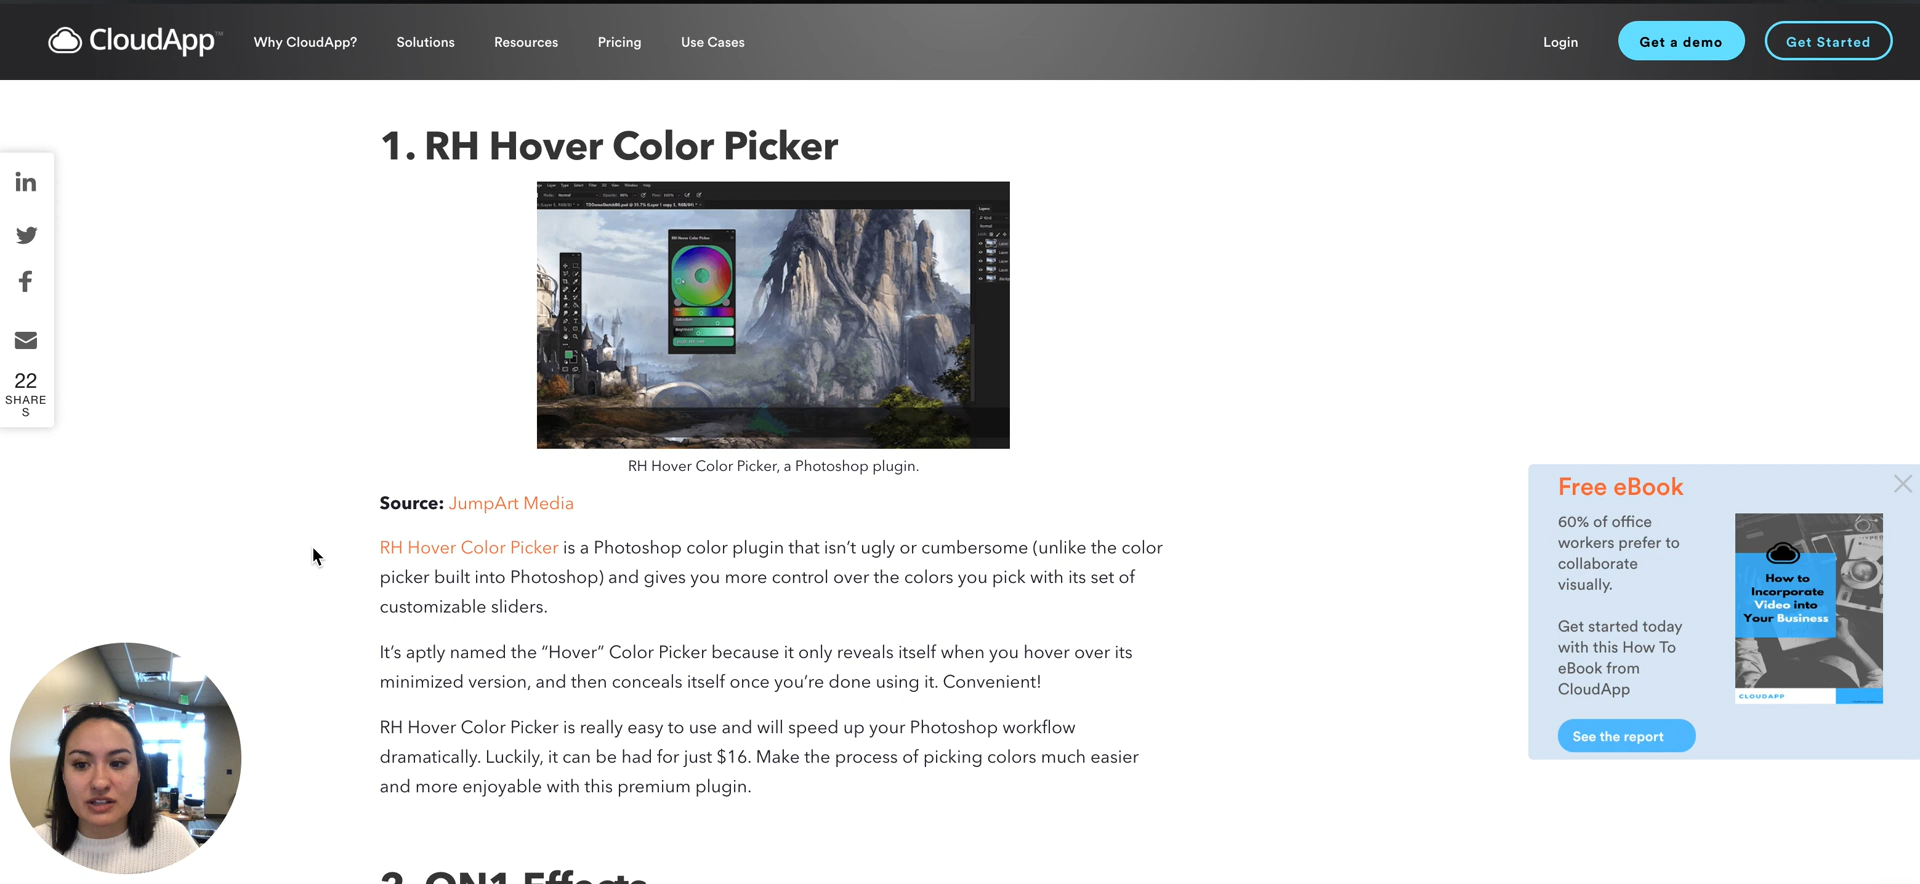 CloudApp™
Why CloudApp?
Solutions
Resources
Pricing
Use Cases
Login
Get a demo
Get Started
22
SHARE
S
1. RH Hover Color Picker
RH Hover Color Picker
RH Hover Color Picker, a Photoshop plugin.
Source: JumpArt Media
RH Hover Color Picker is a Photoshop color plugin that isn’t ugly or cumbersome (unlike the color
picker built into Photoshop) and gives you more control over the colors you pick with its set of
customizable sliders.
It’s aptly named the “Hover” Color Picker because it only reveals itself when you hover over its
minimized version, and then conceals itself once you’re done using it. Convenient!
RH Hover Color Picker is really easy to use and will speed up your Photoshop workflow
dramatically. Luckily, it can be had for just $16. Make the process of picking colors much easier
and more enjoyable with this premium plugin.
2. ON1 Effects
Free eBook
60% of office
workers prefer to
collaborate
visually.
Get started today
with this How To
eBook from
CloudApp
See the report
How to
Incorporate
Video into
Your Business
CLOUDAPP